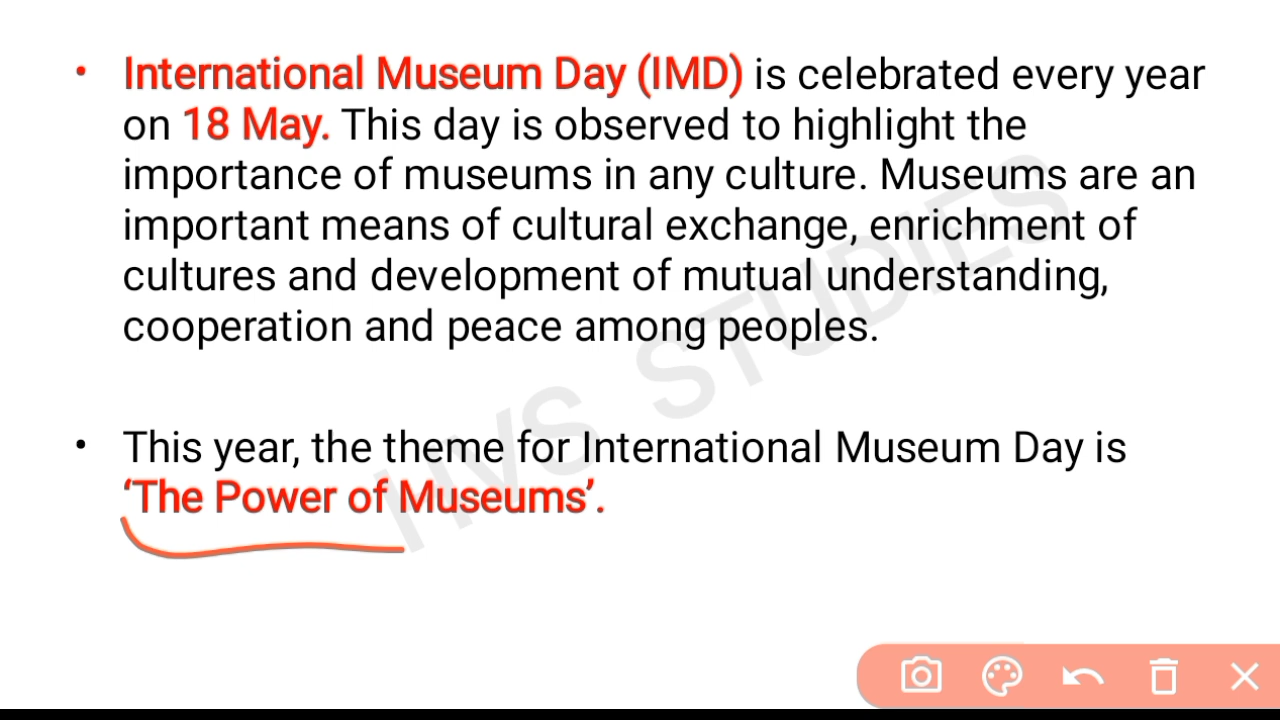 • International Museum Day (IMD) is celebrated every year
on 18 May. This day is observed to highlight the
importance of museums in any culture. Museums are an
important means of cultural exchange, enrichment of
cultures and development of mutual understanding,
cooperation and peace among peoples.
• This year, the theme for International Museum Day is
‘The Power of Museums’.
STUDIES